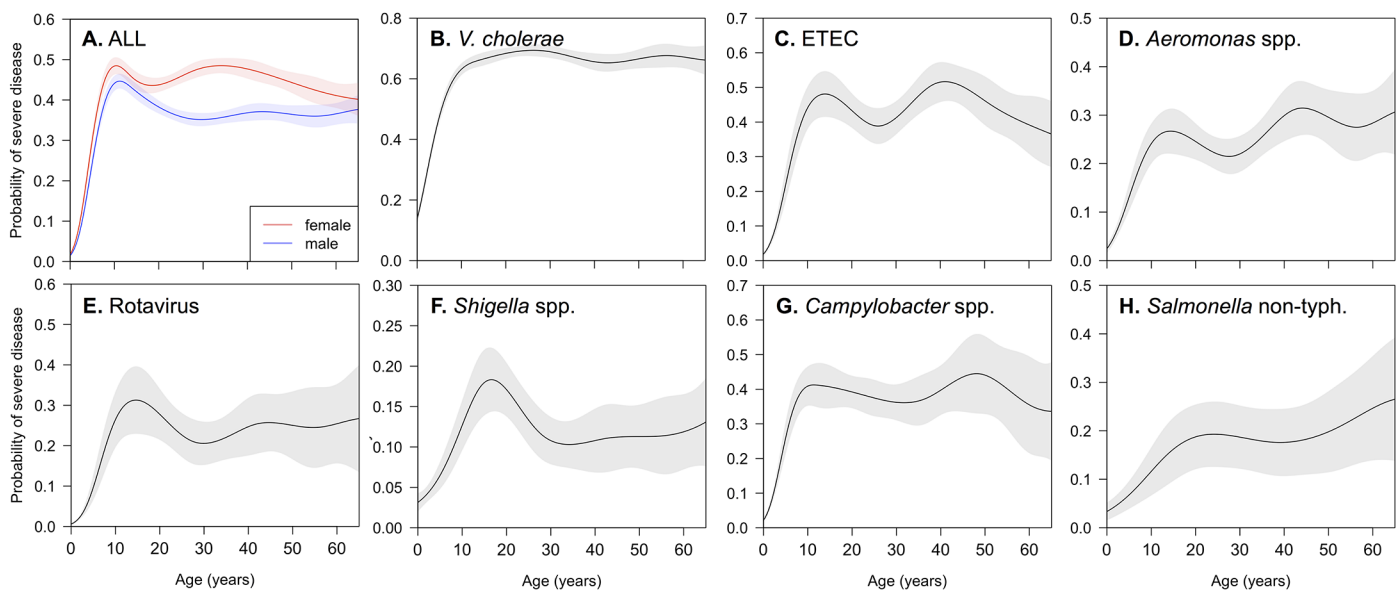 Probability of severe disease
A. ALL
0.6
0.5
0.4
0.3
0.2
0.1
0.0
female
male
B. V. cholerae
0.8
0.6
0.4
0.2
0.0
0 10 20 30 40 50 60
C. ETEC
0.7
0.6
0.5
0.4
0.3
0.2
0.1
0.0
D. Aeromonas spp.
0.5
0.4
0.3
0.2
0.1
0.0
Probability of severe disease
E. Rotavirus
0.6
0.5
0.4
0.3
0.2
0.1
0.0
0 10 20 30 40 50 60
Age (years)
F. Shigella spp.
0.30
0.25
0.20
0.15
0.10
0.05
0.00
0 10 20 30 40 50 60
Age (years)
G. Campylobacter spp.
0.7
0.6
0.5
0.4
0.3
0.2
0.1
0.0
0 10 20 30 40 50 60
Age (years)
H. Salmonella non-typh.
0.5
0.4
0.3
0.2
0.1
0.0
0 10 20 30 40 50 60
Age (years)